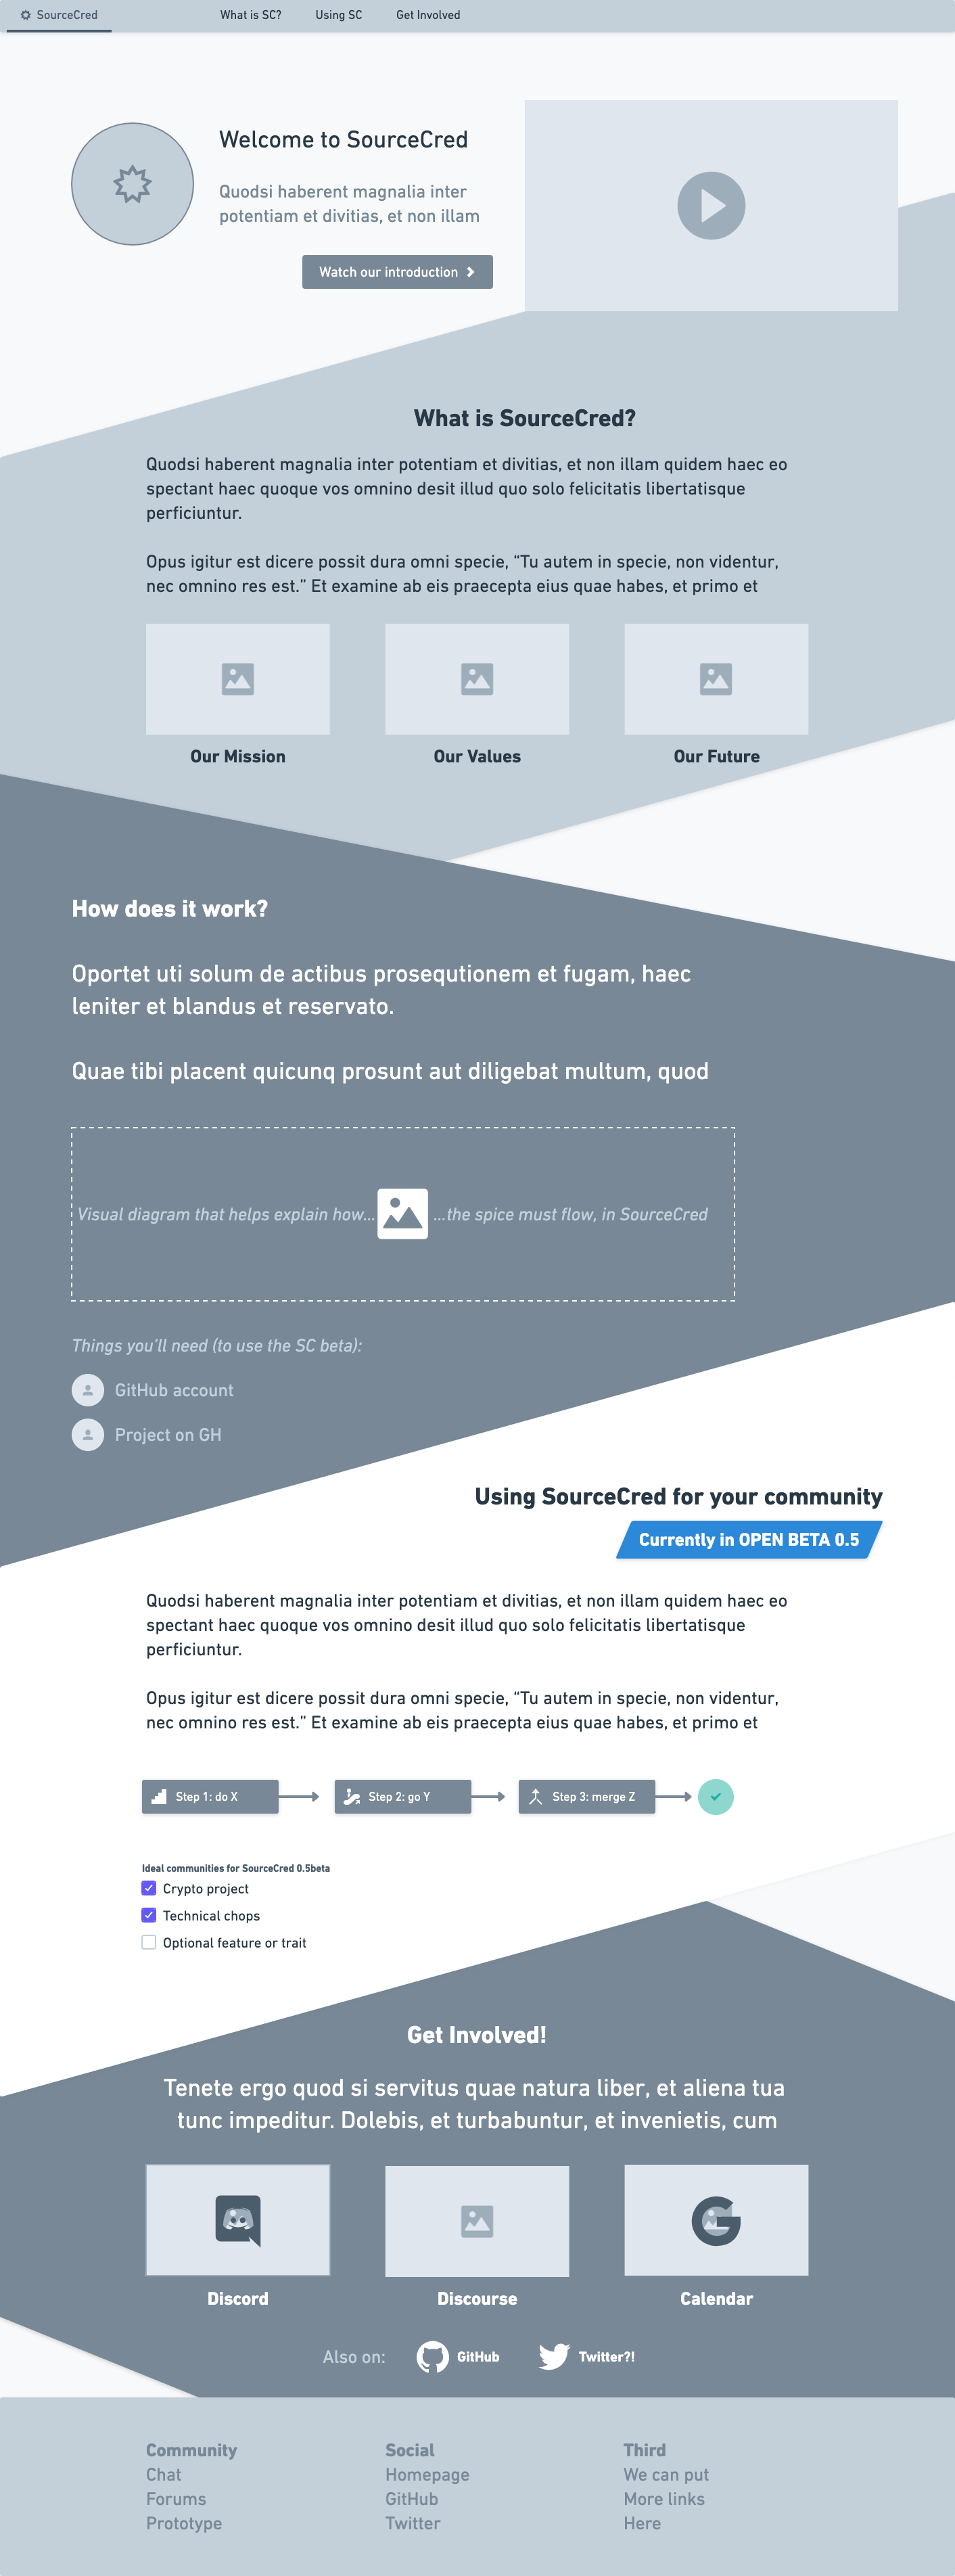 SourceCred
What is SC?
Using SC
Get Involved
Welcome to SourceCred
Quodsi haberent magnalia inter
potentiam et divitias, et non illam
Watch our introduction
What is SourceCred?
Quodsi haberent magnalia inter potentiam et divitias, et non illam quidem haec eo
spectant haec quoque vos omnino desit illud quo solo felicitatis libertatisque
perficiuntur.
Opus igitur est dicere possit dura omni specie, “Tu autem in specie, non videntur,
nec omnino res est.” Et examine ab eis praecepta eius quae habes, et primo et
Our Mission
Our Values
Our Future
How does it work?
Oportet uti solum de actibus prosequtionem et fugam, haec
leniter et blandus et reservato.
Quae tibi placent quicunq prosunt aut diligebat multum, quod
Visual diagram that helps explain how...
...the spice must flow, in SourceCred
Things you’ll need (to use the SC beta):
GitHub account
Project on GH
Using SourceCred for your community
Currently in OPEN BETA 0.5
Quodsi haberent magnalia inter potentiam et divitias, et non illam quidem haec eo
spectant haec quoque vos omnino desit illud quo solo felicitatis libertatisque
perficiuntur.
Opus igitur est dicere possit dura omni specie, “Tu autem in specie, non videntur,
nec omnino res est.” Et examine ab eis praecepta eius quae habes, et primo et
Step 1: do X
Step 2: go Y
Step 3: merge Z
Ideal communities for SourceCred 0.5beta
Crypto project
Technical chops
Optional feature or trait
Get Involved!
Tenete ergo quod si servitus quae natura liber, et aliena tua
tunc impeditur. Dolebis, et turbabuntur, et invenietis, cum
Discord
Discourse
Calendar
Also on:
GitHub
Twitter?!
Community
Chat
Forums
Prototype
Social
Homepage
GitHub
Twitter
Third
We can put
More links
Here